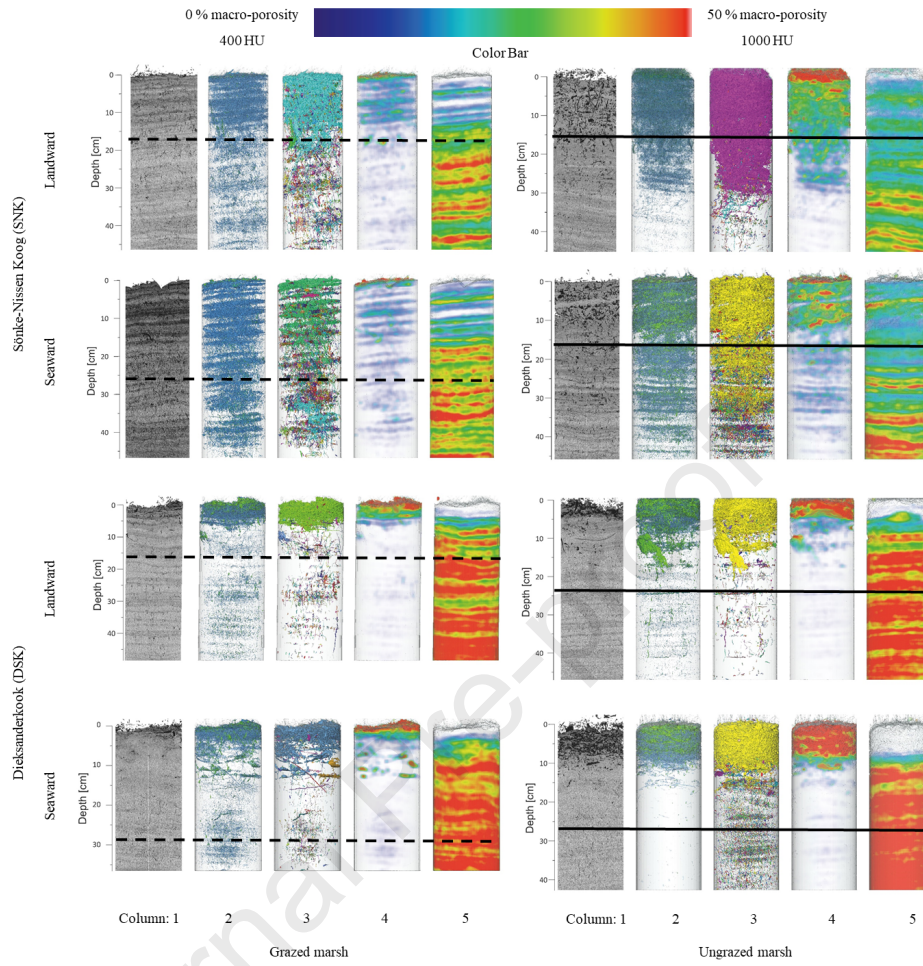 0 % macro-porosity 50 % macro-porosity
400 HU 1000 HU
Color Bar
Sönke-Nissen Koog (SNK)
Landward
Depth [cm]
0
10
20
30
40
Depth [cm]
0
10
20
30
40
Seaward
Depth [cm]
0
10
20
30
40
Depth [cm]
0
10
20
30
40
Dieksanderkook (DSK)
Landward
Depth [cm]
0
10
20
30
40
Depth [cm]
0
10
20
30
40
Seaward
Depth [cm]
0
10
20
30
Depth [cm]
0
10
20
30
40
Column: 1 2 3 4 5 1 2 3 4 5
Grazed marsh Ungrazed marsh
Pre-proo